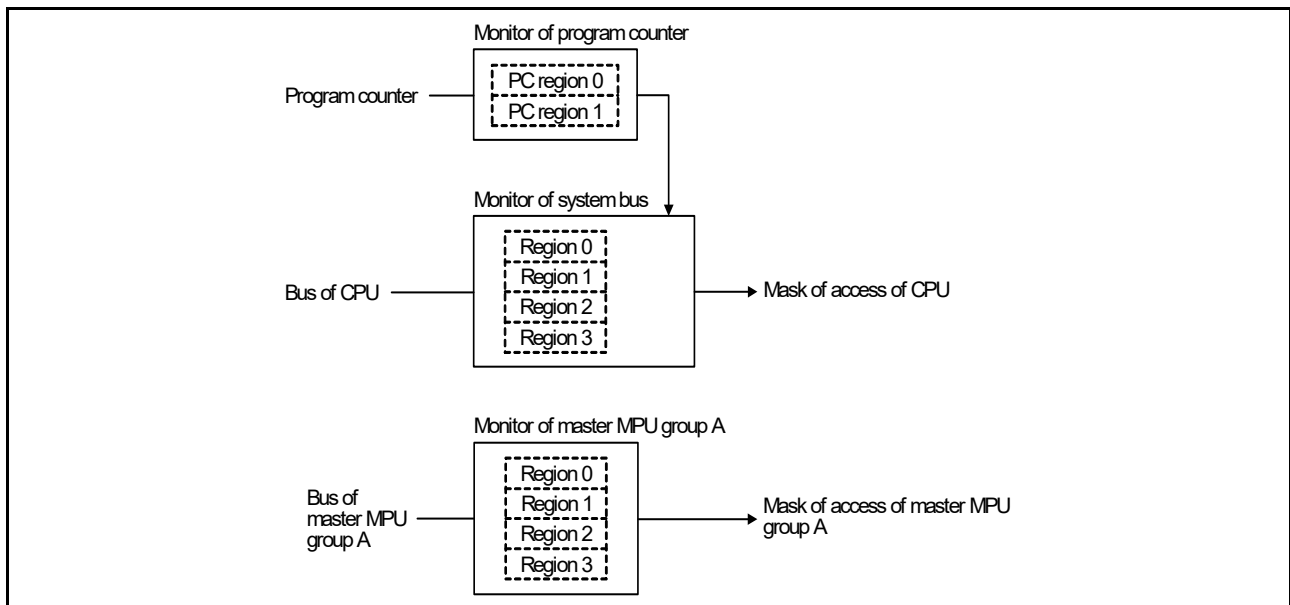 Monitor of program counter
Program counter
PC region 0
PC region 1
Monitor of system bus
Bus of CPU
Region 0
Region 1
Region 2
Region 3
Mask of access of CPU
Monitor of master MPU group A
Bus of
master MPU
group A
Region 0
Region 1
Region 2
Region 3
Mask of access of master MPU
group A